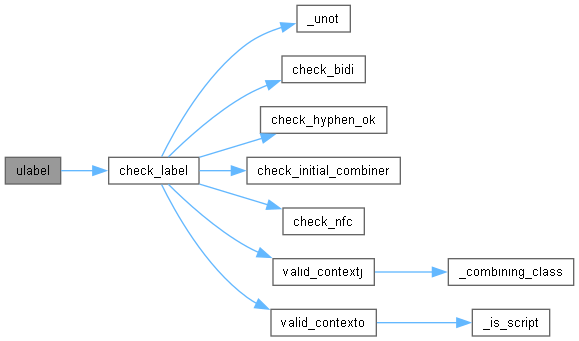 _unot
check_bidi
check_hyphen_ok
ulabel
check_label
check_initial_combiner
check_nfc
valid_contextj
_combining_class
valid_contexto
_is_script